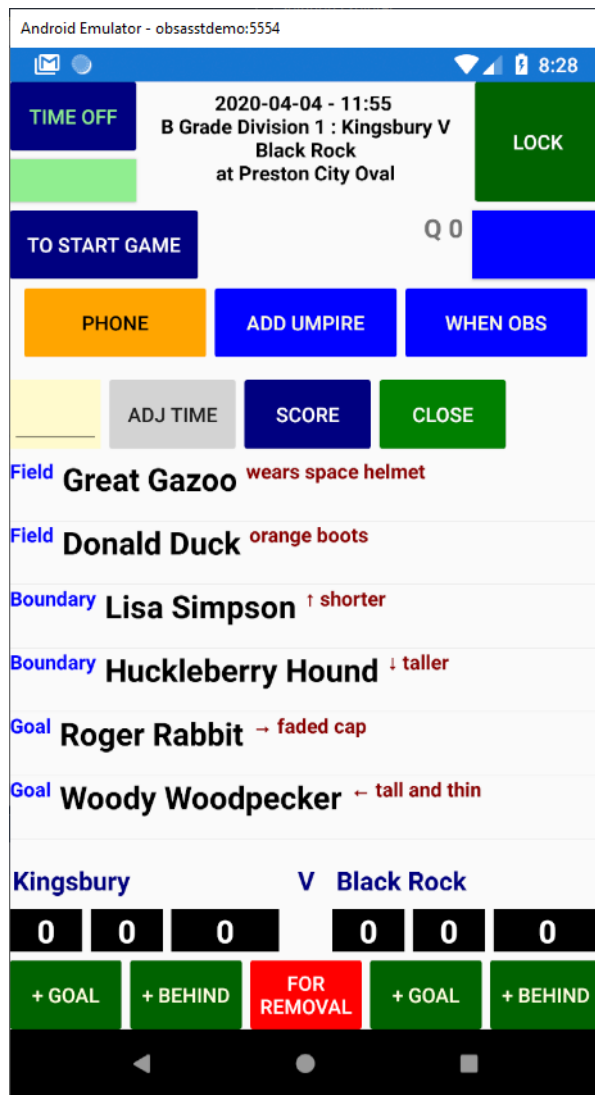 Android Emulator - obsasstdemo:5554
8:28
TIME OFF
2020-04-04 - 11:55
B Grade Division 1 : Kingsbury V
Black Rock
at Preston City Oval
LOCK
TO START GAME
Q 0
PHONE
ADD UMPIRE
WHEN OBS
ADJ TIME
SCORE
CLOSE
Field Great Gazoo wears space helmet
Field Donald Duck orange boots
Boundary Lisa Simpson ↑ shorter
Boundary Huckleberry Hound ↓ taller
Goal Roger Rabbit → faded cap
Goal Woody Woodpecker ← tall and thin
Kingsbury V Black Rock
0 0 0 0 0 0
+ GOAL
+ BEHIND
FOR
REMOVAL
+ GOAL
+ BEHIND